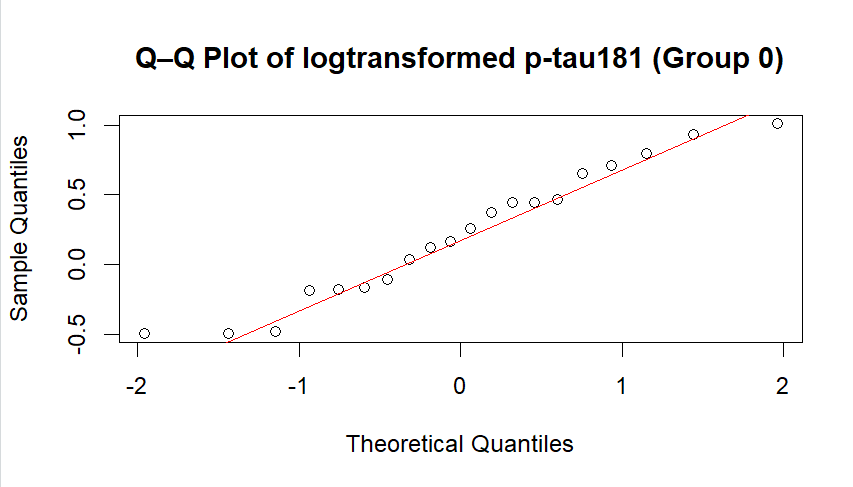 Q–Q Plot of logtransformed p-tau181 (Group 0)
1.0
0.5
0.0
-0.5
Sample Quantiles
-2 -1 0 1 2
Theoretical Quantiles